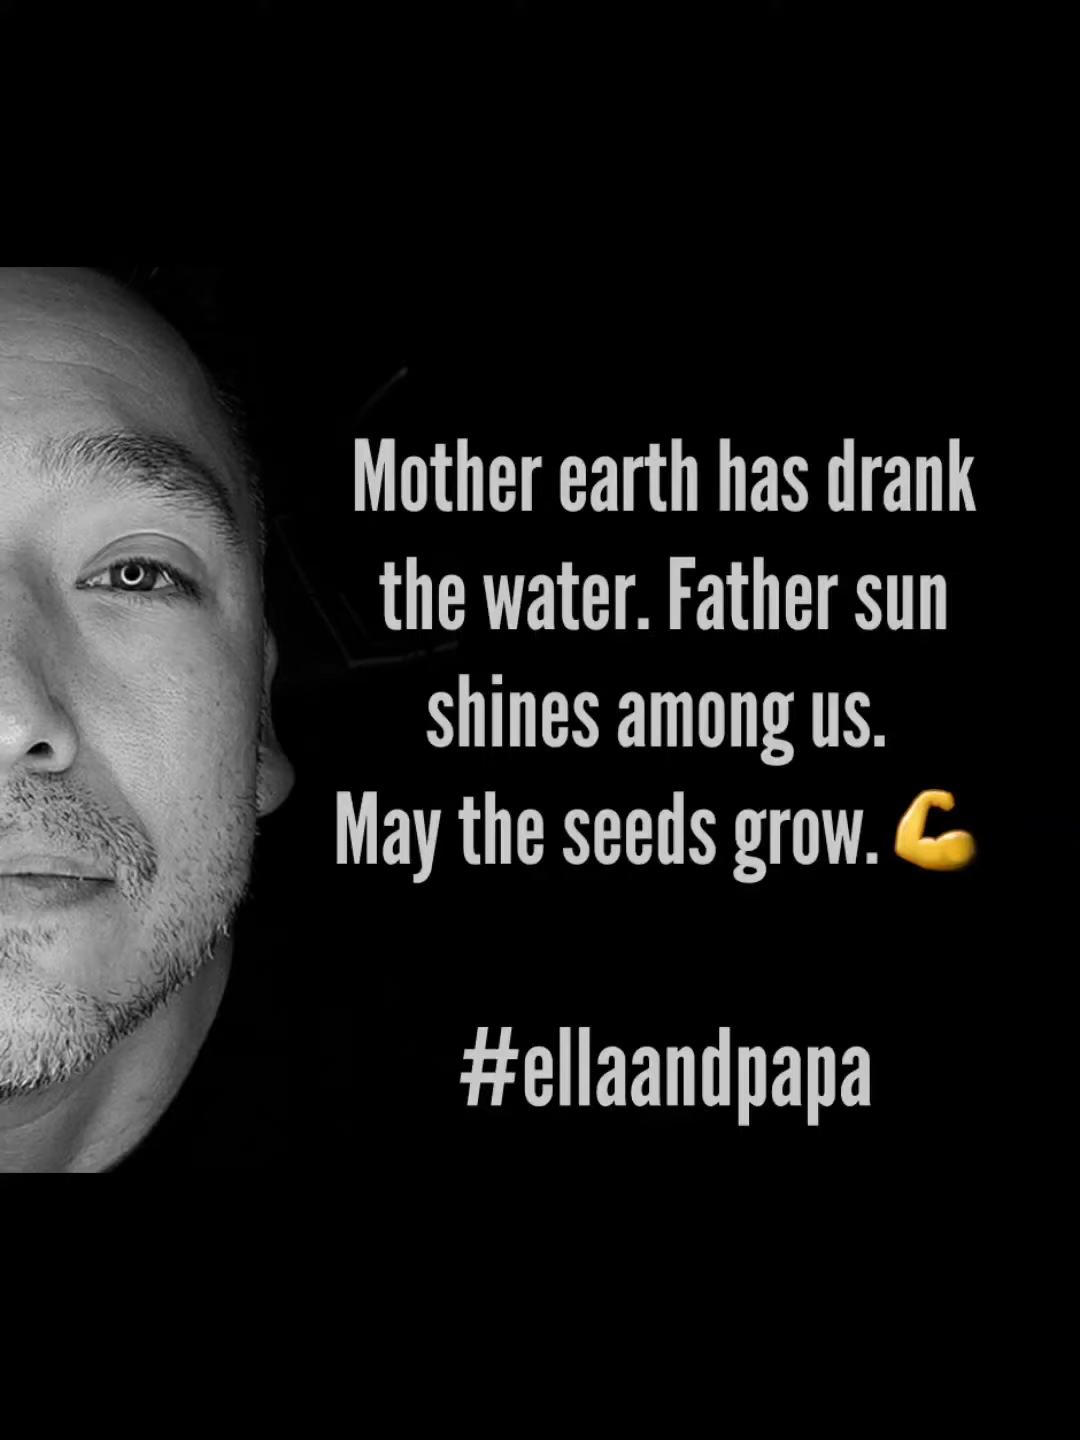 Mother earth has drank
the water. Father sun
shines among us.
May the seeds grow.💪
#ellaandpapa